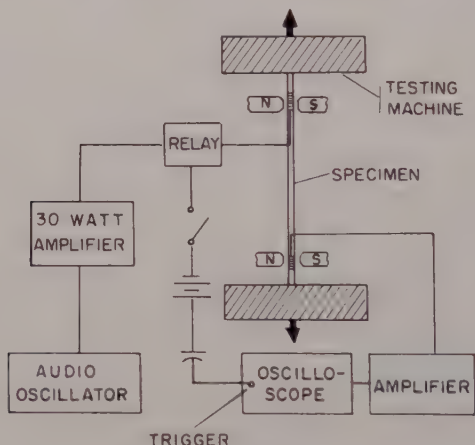 TESTING
MACHINE
N S
RELAY
SPECIMEN
30 WATT
AMPLIFIER
N S
AUDIO
OSCILLATOR
OSCILLO-
SCOPE
AMPLIFIER
TRIGGER